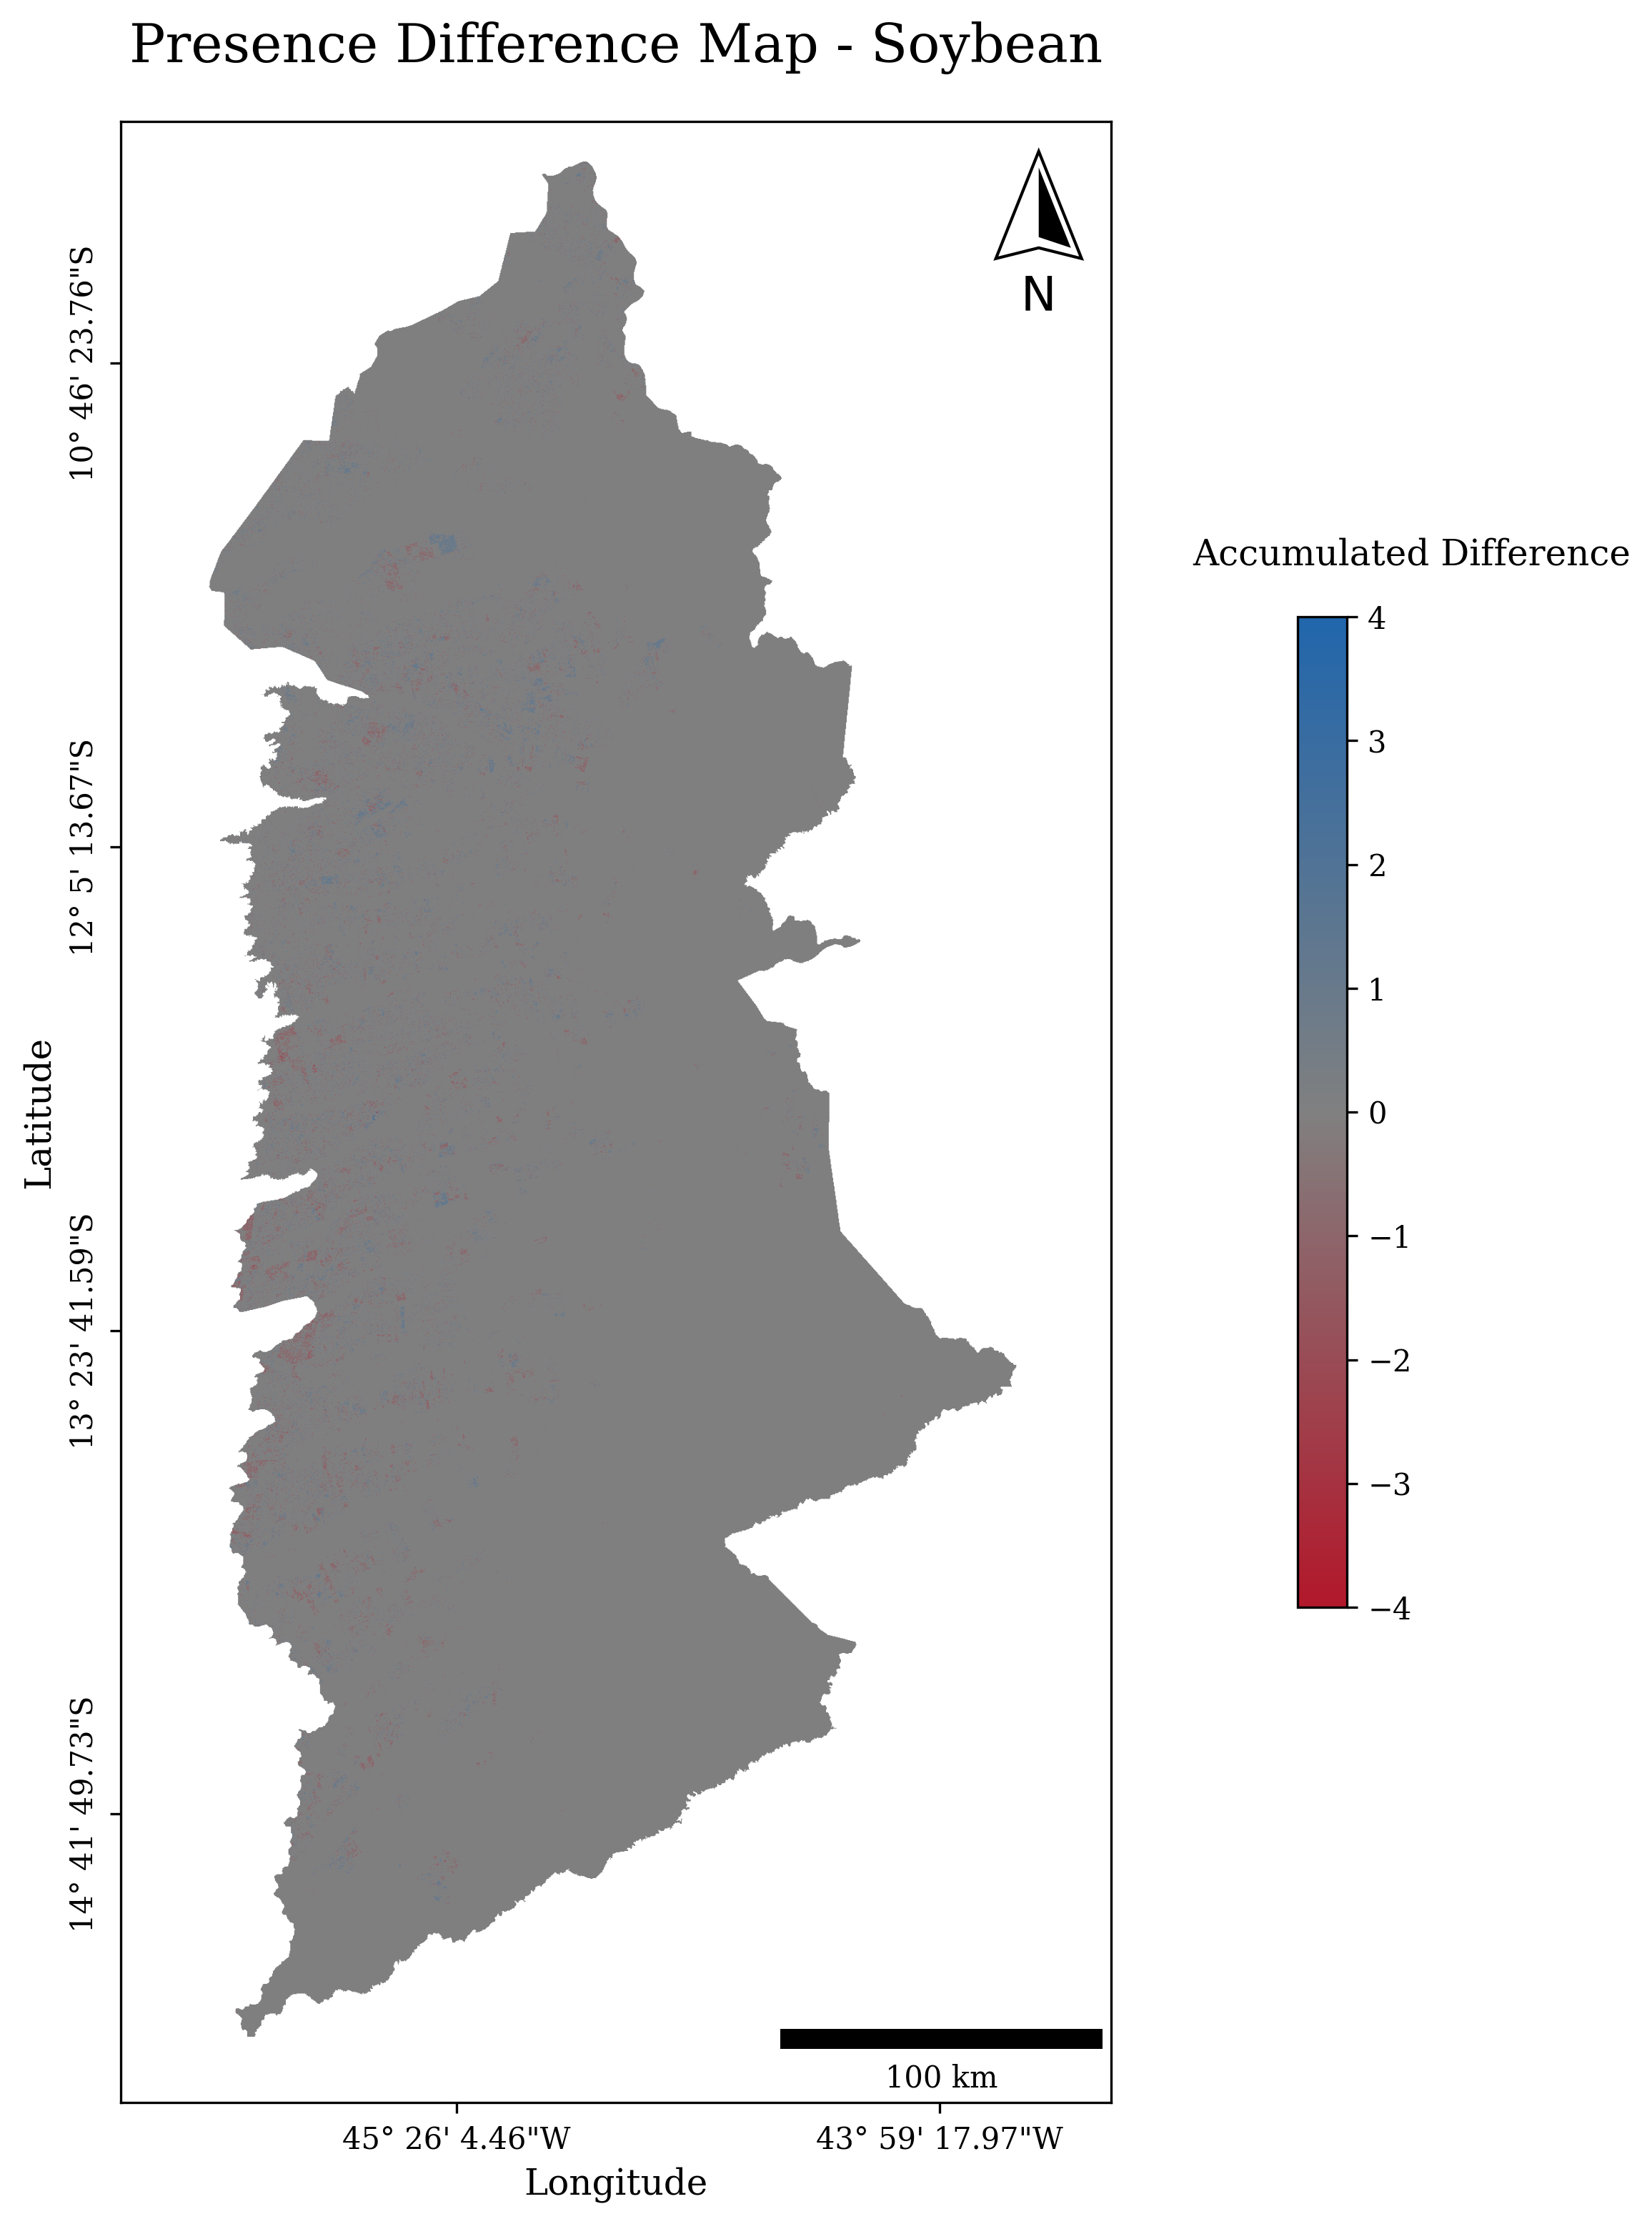 Presence Difference Map - Soybean
N
10° 46' 23.76"S
12° 5' 13.67"S
13° 23' 41.59"S
14° 41' 49.73"S
Latitude
100 km
45° 26' 4.46"W
43° 59' 17.97"W
Longitude
Accumulated Difference
4
3
2
1
0
−1
−2
−3
−4